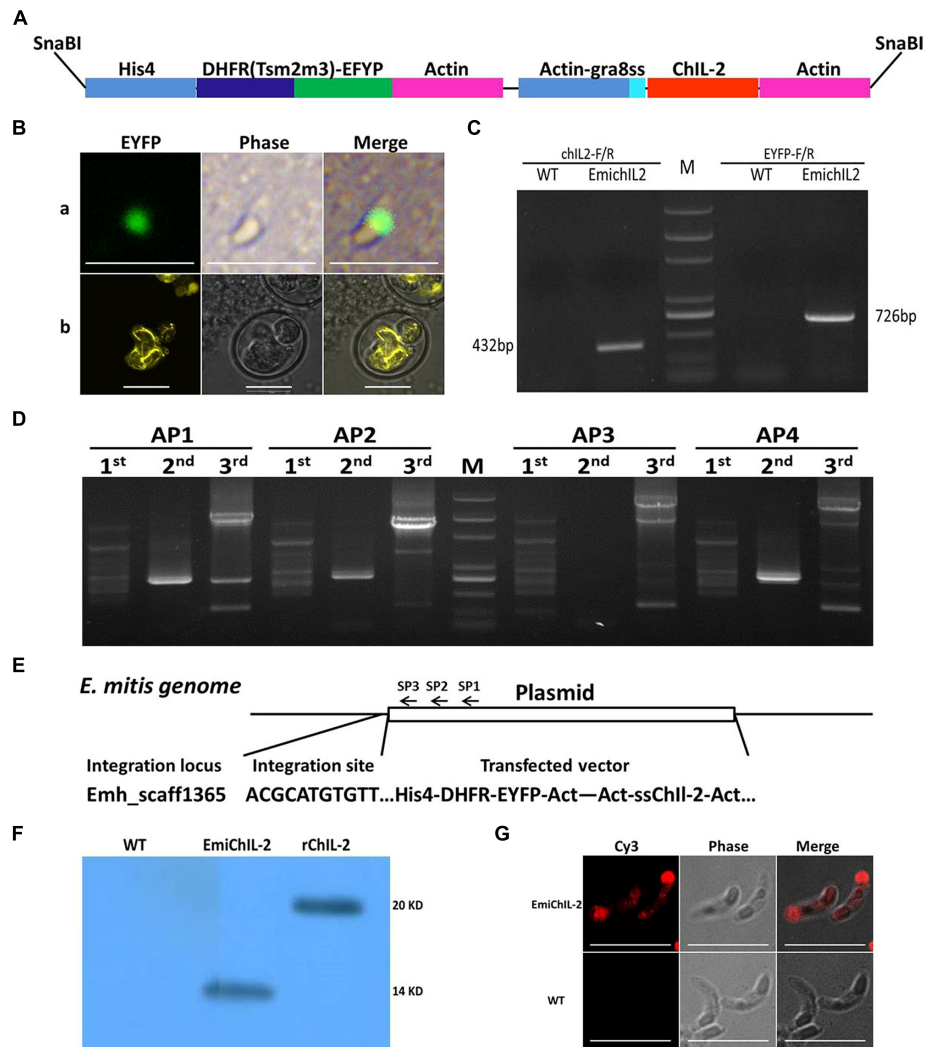 A
SnaBI
SnaBI
His4 DHFR(Tsm2m3)-EFYP Actin Actin-gra8ss ChIL-2 Actin
B
EYFP Phase Merge
a
b
C
chIL2-F/R M EYFP-F/R
WT EmichIL2 WT EmichIL2
432bp
726bp
D
AP1 AP2 AP3 AP4
1st 2nd 3rd 1st 2nd 3rd M 1st 2nd 3rd 1st 2nd 3rd
E
E. mitis genome
SP3 SP2 SP1 Plasmid
Integration locus Integration site Transfected vector
Emh_scaff1365 ACGCATGTGTT...His4-DHFR-EYFP-Act—Act-ssChIl-2-Act...
F
WT EmiChIL-2 rChIL-2
20 KD
14 KD
G
Cy3 Phase Merge
EmiChIL-2
WT